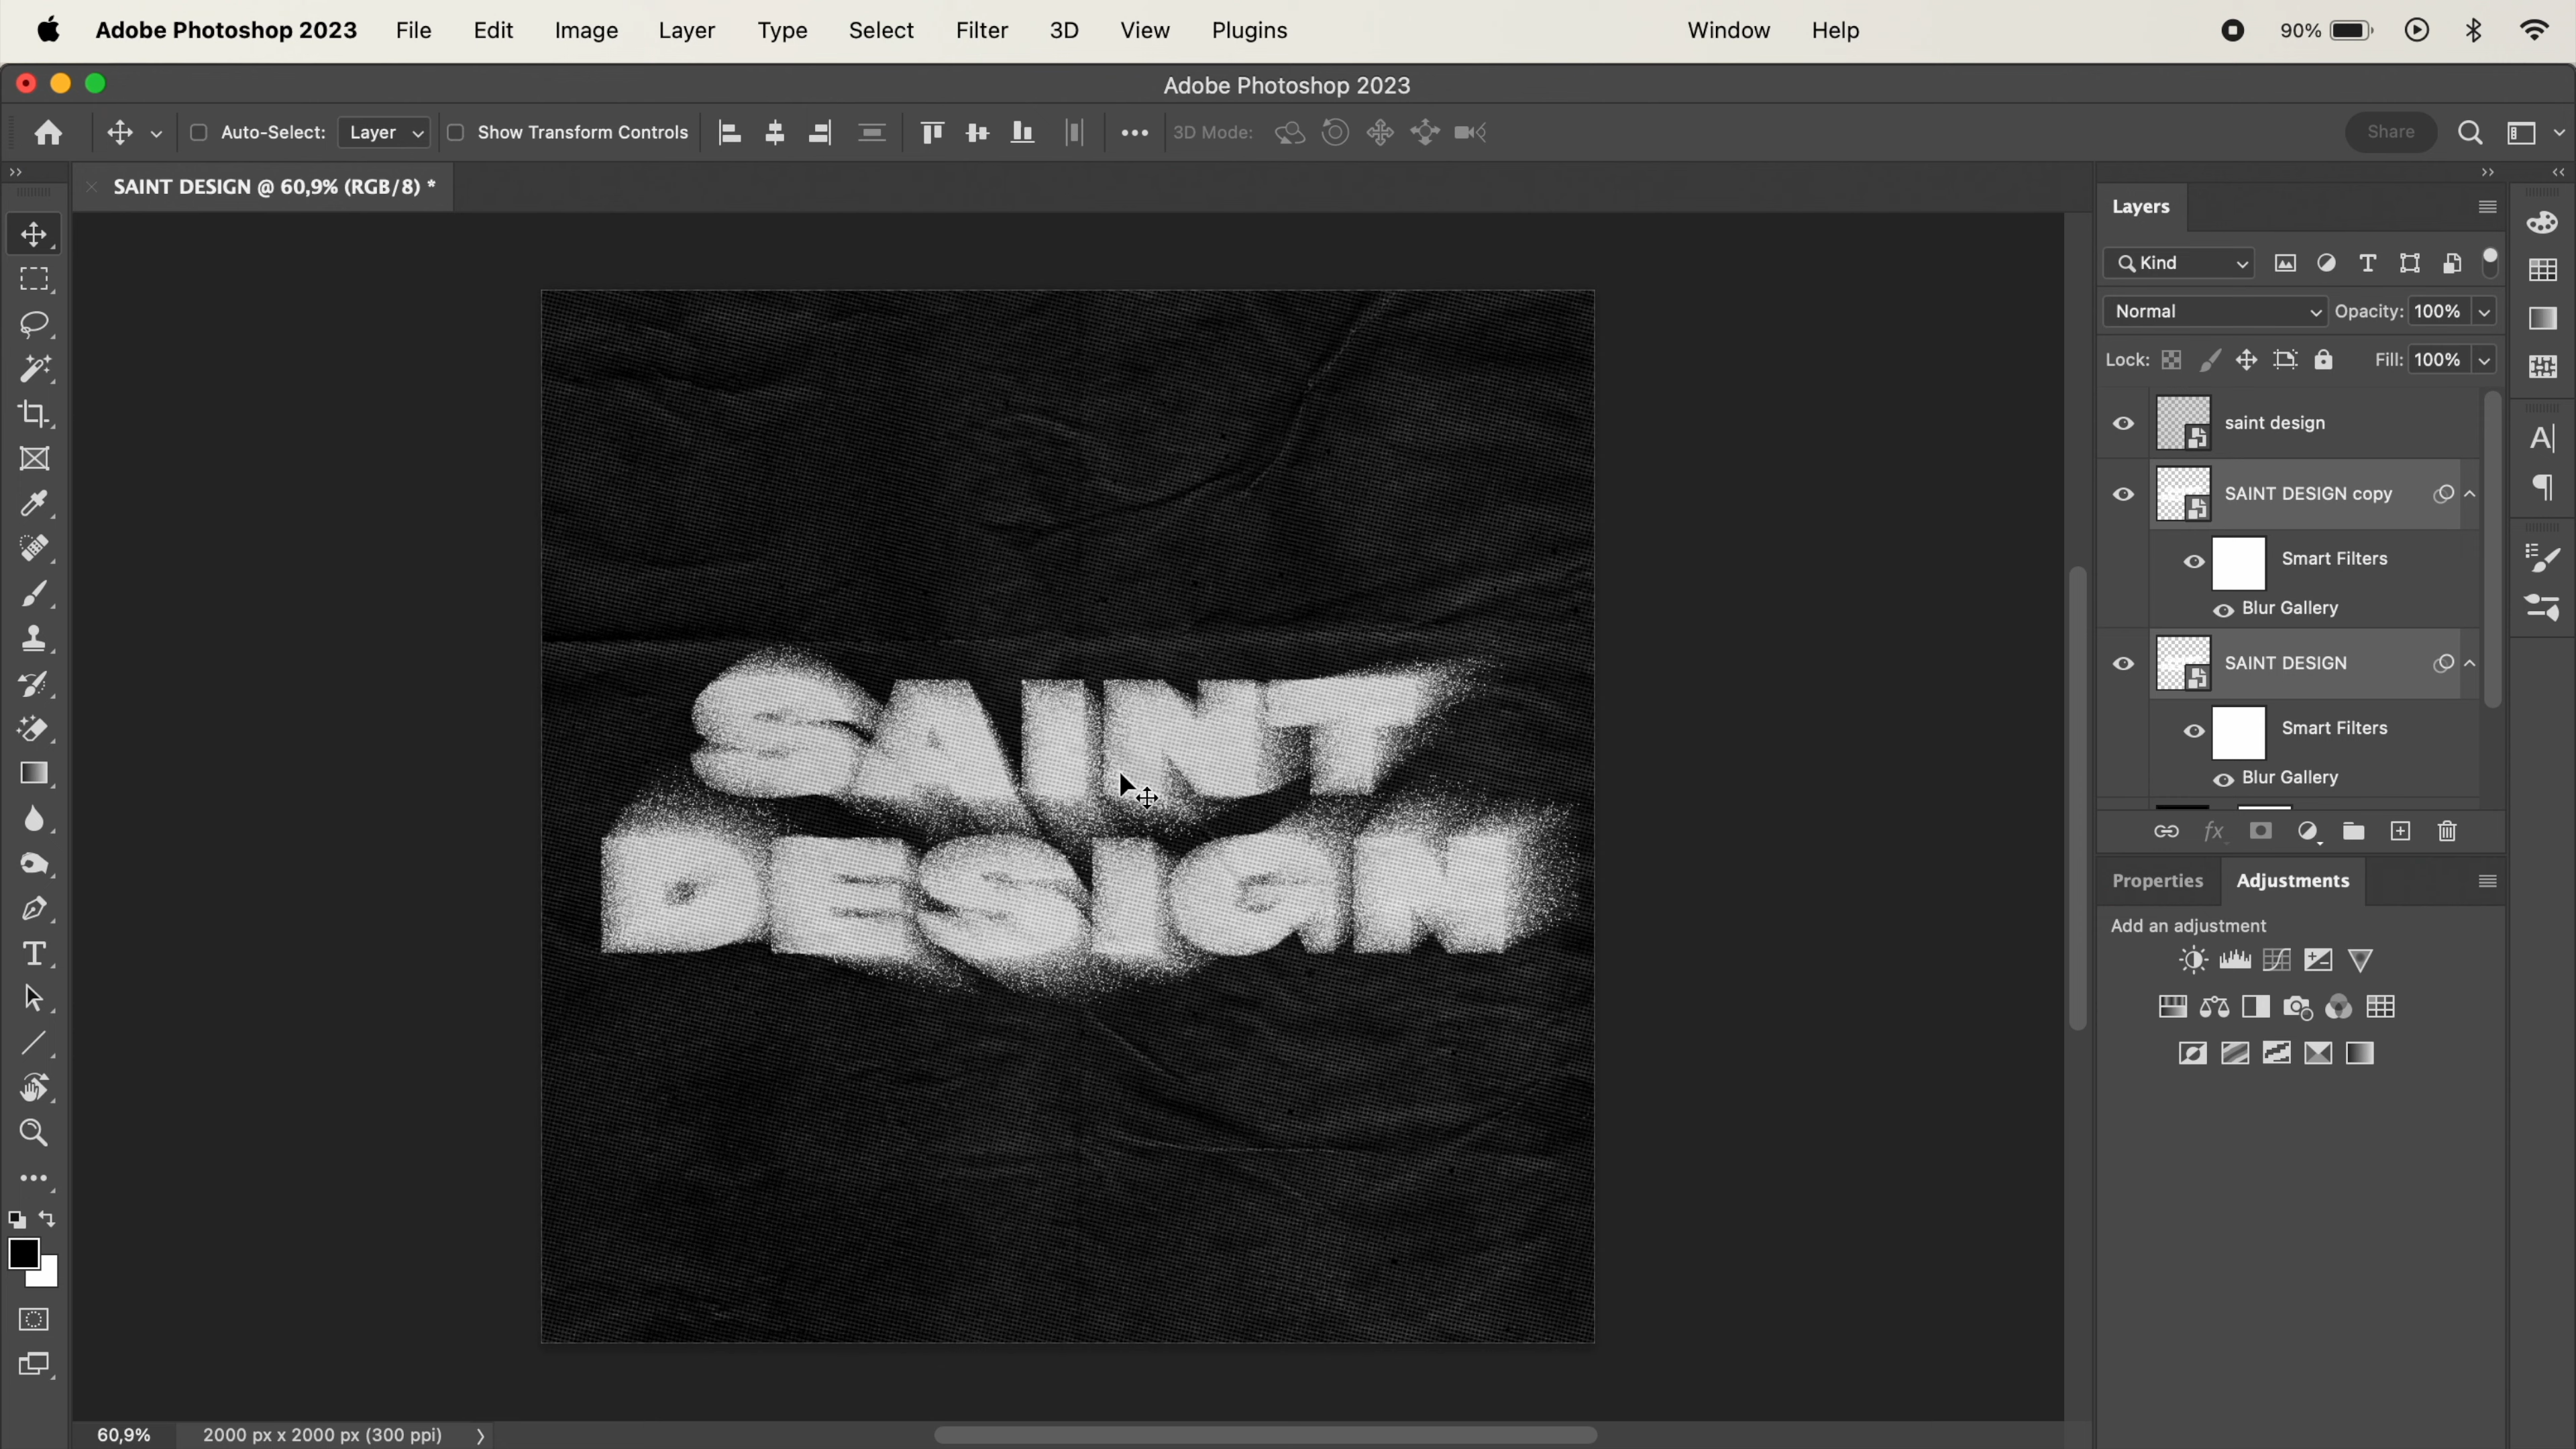 Adobe Photoshop 2023 File Edit Image Layer Type Select Filter 3D View Plugins Window Help 90%
Adobe Photoshop 2023
Auto-Select: Layer Show Transform Controls 3D Mode: Share
SAINT DESIGN @ 60,9% (RGB/8) *
Layers
Kind
Normal Opacity: 100%
Lock: Fill: 100%
saint design
SAINT DESIGN copy
Smart Filters
Blur Gallery
SAINT DESIGN
Smart Filters
Blur Gallery
fx
Properties Adjustments
Add an adjustment
SAINT
DESIGN
60,9% 2000 px x 2000 px (300 ppi)